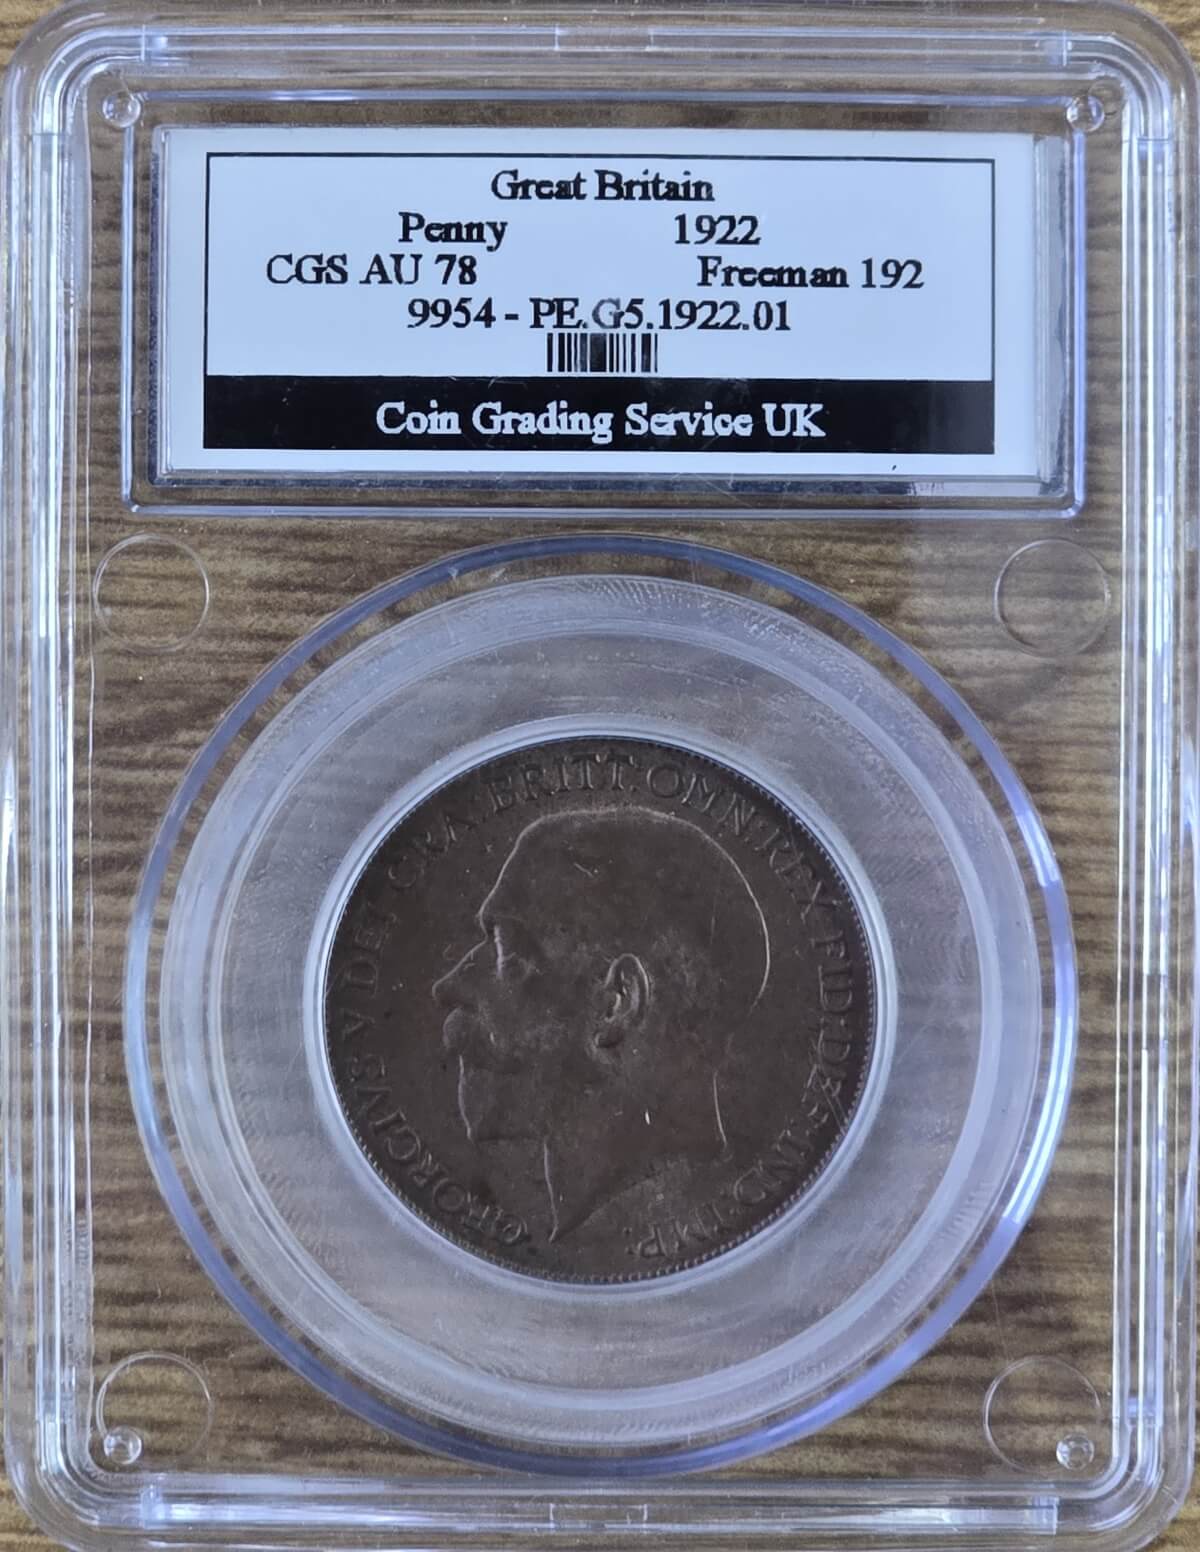 Great Britain
Penny 1922
CGS AU 78 Freeman 192
9954 - PE.G5.1922.01
Coin Grading Service UK
GEORGIVS V DEI GRA: BRITT: OMN: REX FID: DEF: IND: IMP: